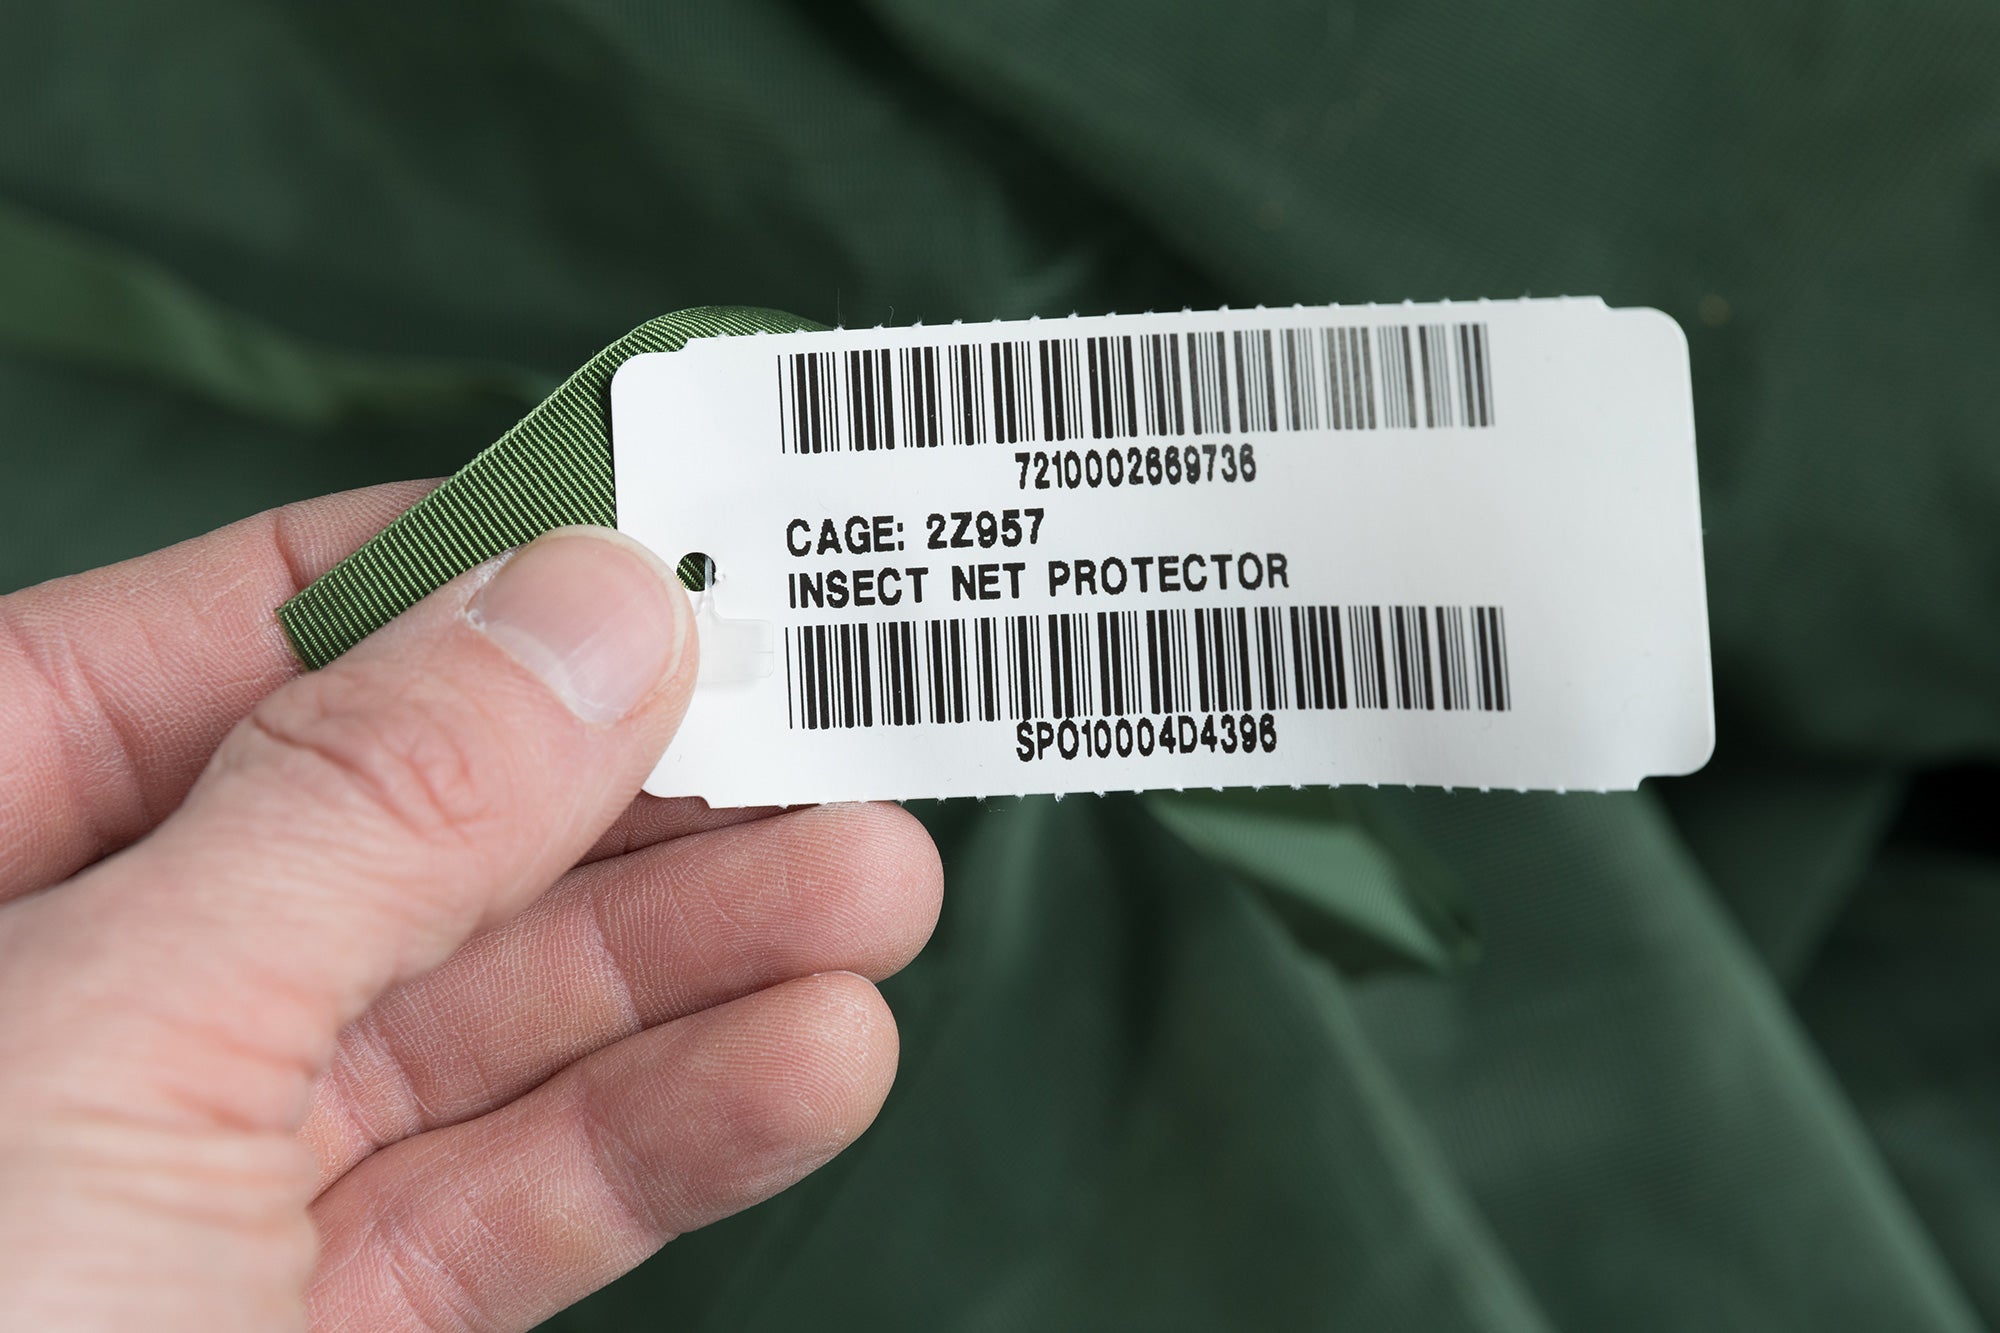 7210002669736
CAGE: 2Z957
INSECT NET PROTECTOR
SPO10004D4396